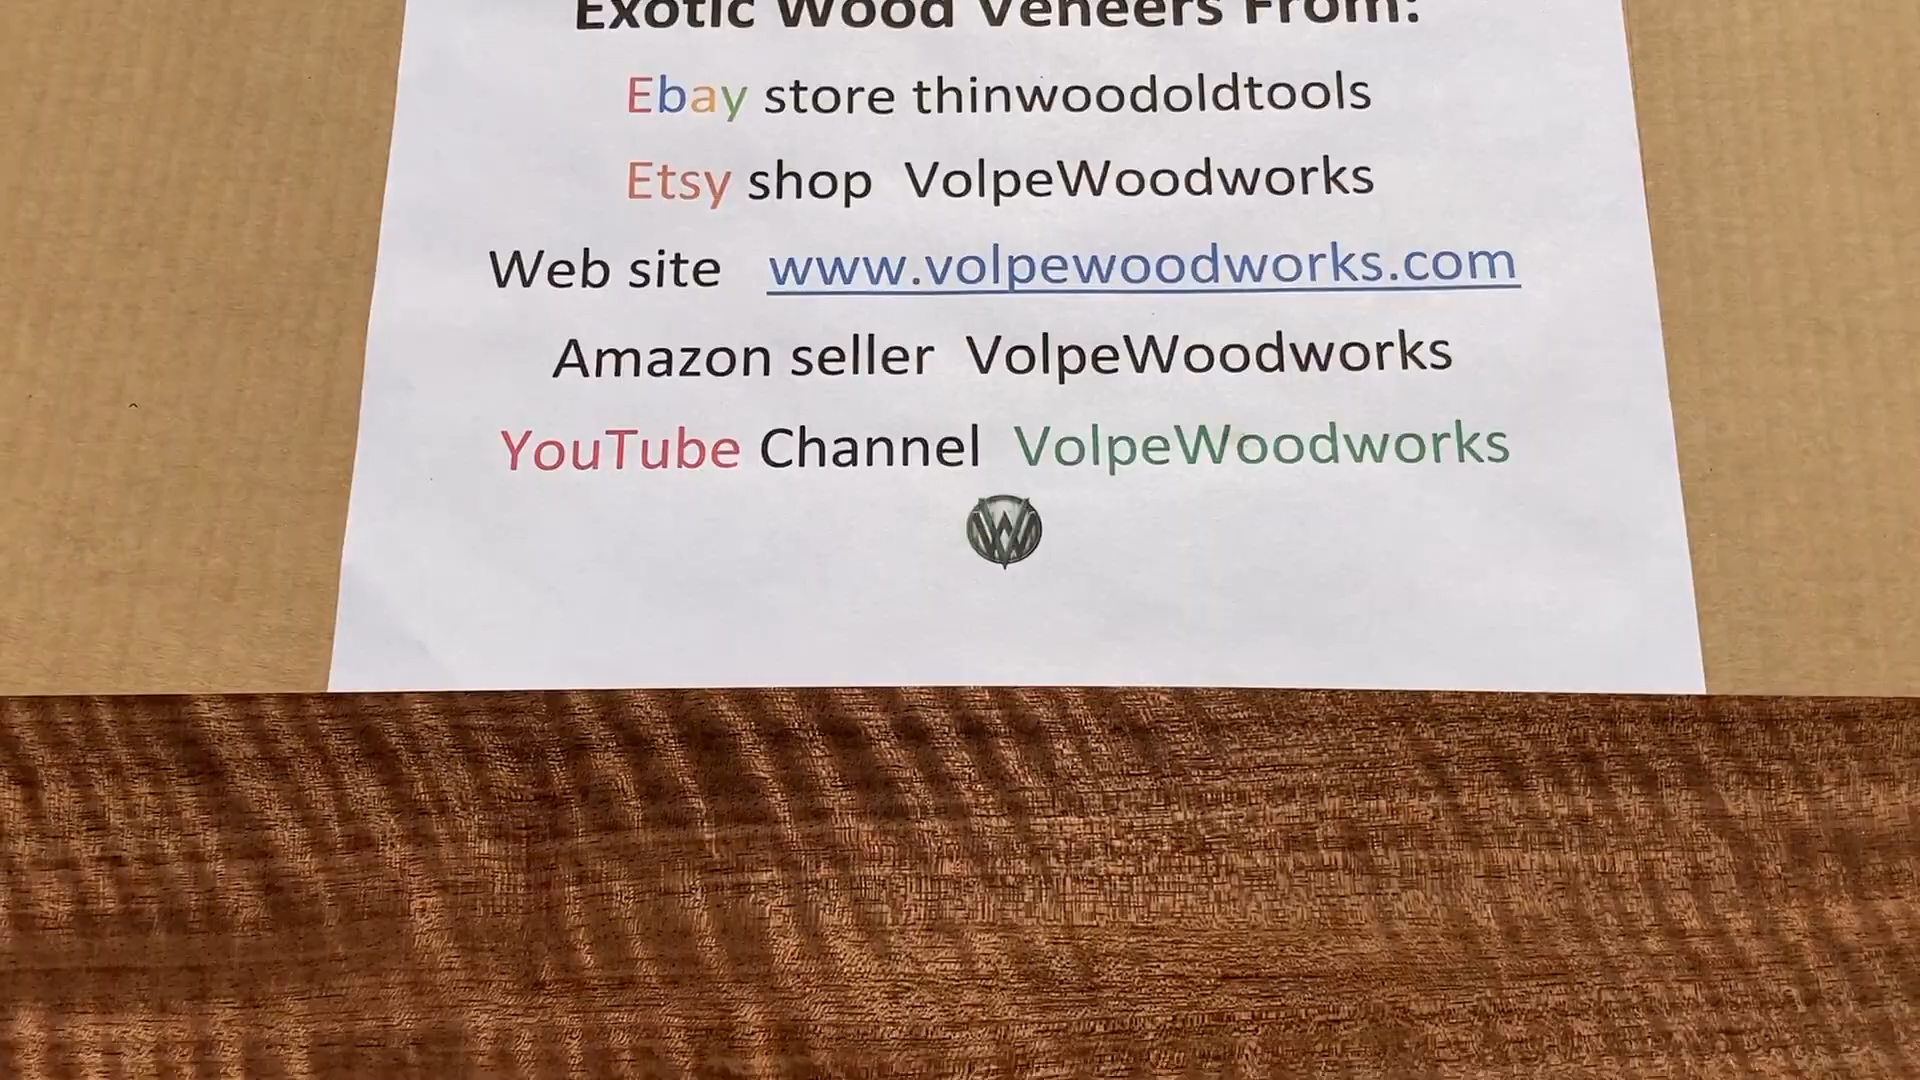 Exotic Wood Veneers From:
Ebay store thinwoodoldtools
Etsy shop VolpeWoodworks
Web site www.volpewoodworks.com
Amazon seller VolpeWoodworks
YouTube Channel VolpeWoodworks
VW